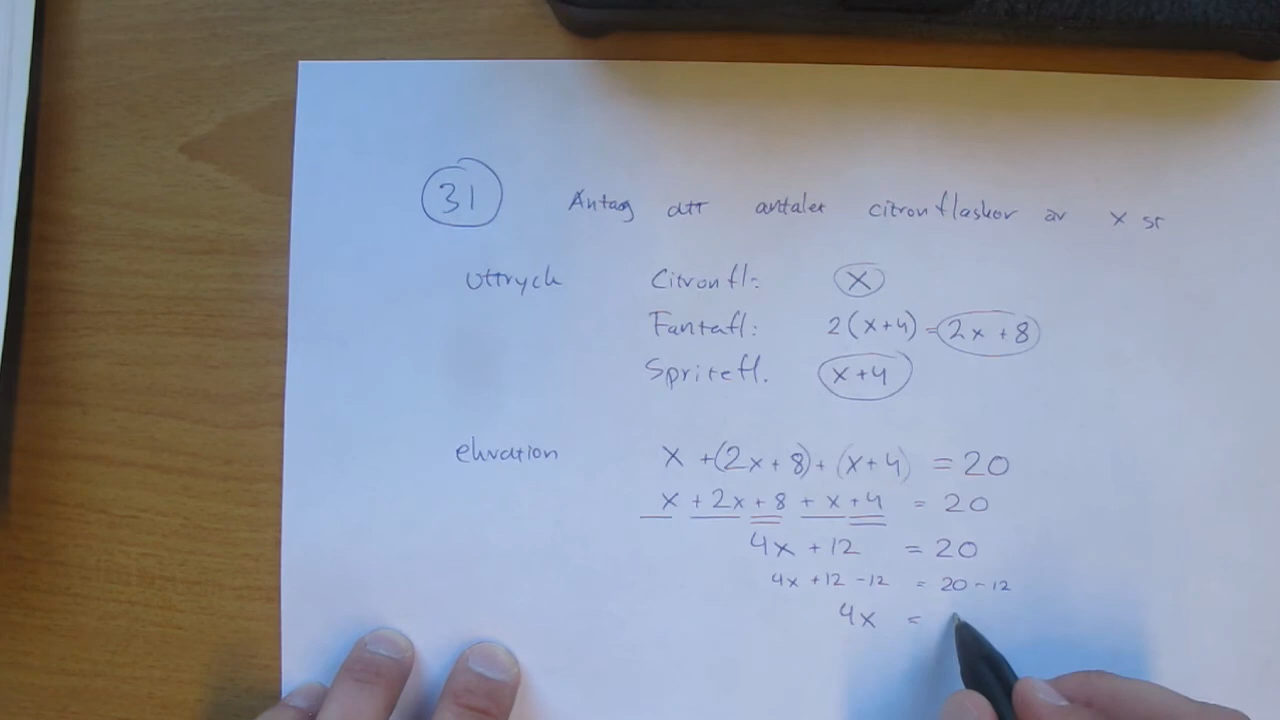 31 Antag att antalet citronflaskor är x st
Uttryck Citronfl: x
Fantafl: 2(x+4) = 2x+8
Spritefl. x+4
ekvation x +(2x+8)+(x+4) = 20
x + 2x + 8 + x + 4 = 20
4x + 12 = 20
4x + 12 - 12 = 20 - 12
4x =